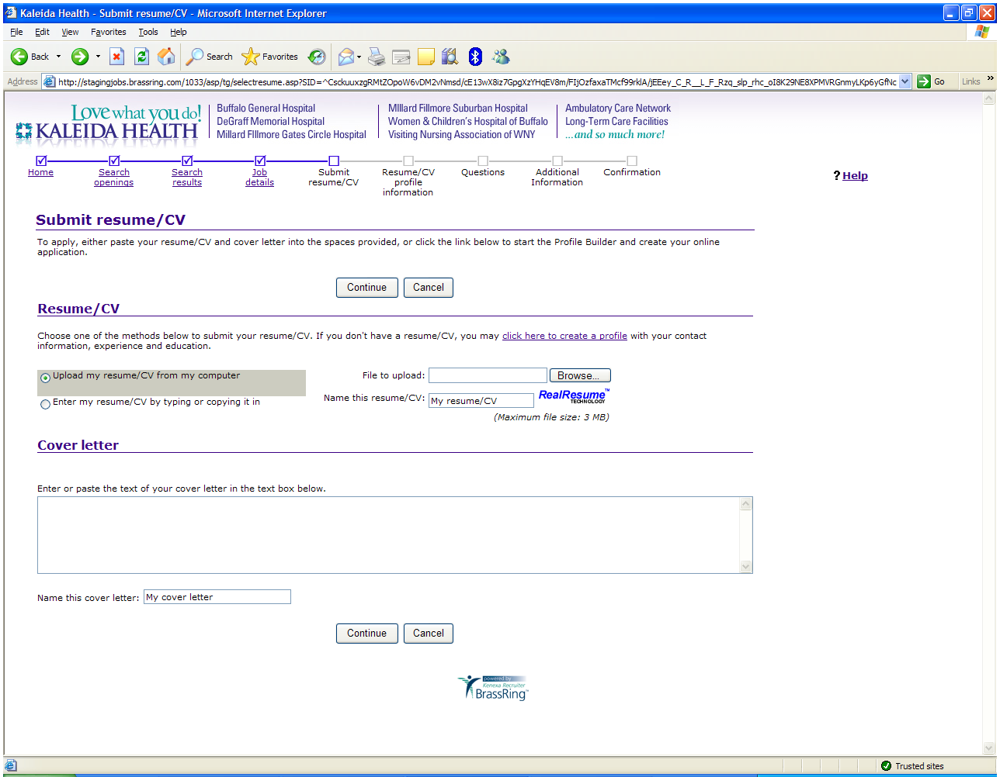 Kaleida Health - Submit resume/CV - Microsoft Internet Explorer
File Edit View Favorites Tools Help
Back Search Favorites
Address http://stagingjobs.brassring.com/1033/asp/tg/selectresume.asp?SID=^CsckuuxzgRMtZOpoW6vDM2vNmsd/cE13wX8iz7GpgXzYHqEV8m/FIjOzfaxaTMcf99rklA/jEEey_C_R__L_F_Rzq_slp_rhc_oI8K29NE8XPMVRGnmyLKp6yGfNc Go Links »
Love what you do!
KALEIDA HEALTH
Buffalo General Hospital
DeGraff Memorial Hospital
Millard FIllmore Gates Circle Hospital
MIllard Fillmore Suburban Hospital
Women & Children's Hospital of Buffalo
Visiting Nursing Association of WNY
Ambulatory Care Network
Long-Term Care Facilities
...and so much more!
Home
Search openings
Search results
Job details
Submit resume/CV
Resume/CV profile information
Questions
Additional Information
Confirmation
? Help
Submit resume/CV
To apply, either paste your resume/CV and cover letter into the spaces provided, or click the link below to start the Profile Builder and create your online
application.
Continue Cancel
Resume/CV
Choose one of the methods below to submit your resume/CV. If you don't have a resume/CV, you may click here to create a profile with your contact
information, experience and education.
Upload my resume/CV from my computer
Enter my resume/CV by typing or copying it in
File to upload: Browse...
Name this resume/CV: My resume/CV RealResume™ TECHNOLOGY
(Maximum file size: 3 MB)
Cover letter
Enter or paste the text of your cover letter in the text box below.
Name this cover letter: My cover letter
Continue Cancel
powered by
Kenexa Recruiter
BrassRing™
Trusted sites